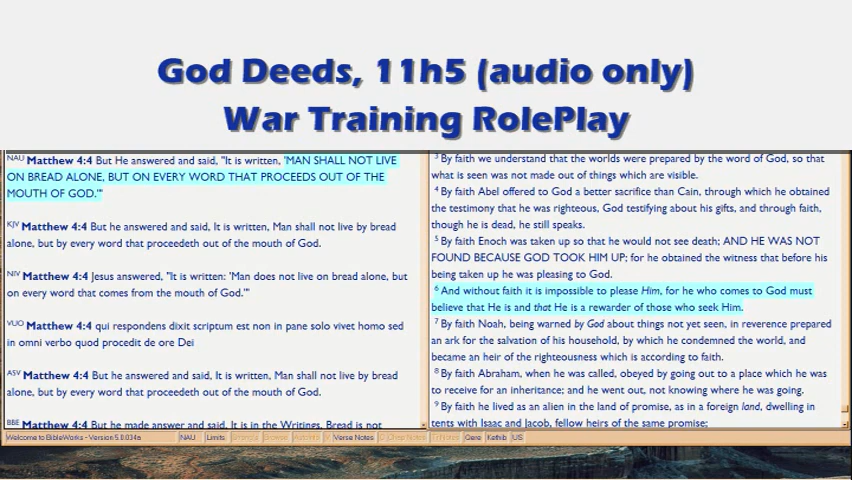 God Deeds, 11h5 (audio only)
War Training RolePlay
NAU Matthew 4:4 But He answered and said, "It is written, 'MAN SHALL NOT LIVE
ON BREAD ALONE, BUT ON EVERY WORD THAT PROCEEDS OUT OF THE
MOUTH OF GOD.'"
KJV Matthew 4:4 But he answered and said, It is written, Man shall not live by bread
alone, but by every word that proceedeth out of the mouth of God.
NIV Matthew 4:4 Jesus answered, "It is written: 'Man does not live on bread alone, but
on every word that comes from the mouth of God.'"
VUO Matthew 4:4 qui respondens dixit scriptum est non in pane solo vivet homo sed
in omni verbo quod procedit de ore Dei
ASV Matthew 4:4 But he answered and said, It is written, Man shall not live by bread
alone, but by every word that proceedeth out of the mouth of God.
BBE Matthew 4:4 But he made answer and said, It is in the Writings, Bread is not
3 By faith we understand that the worlds were prepared by the word of God, so that
what is seen was not made out of things which are visible.
4 By faith Abel offered to God a better sacrifice than Cain, through which he obtained
the testimony that he was righteous, God testifying about his gifts, and through faith,
though he is dead, he still speaks.
5 By faith Enoch was taken up so that he would not see death; AND HE WAS NOT
FOUND BECAUSE GOD TOOK HIM UP; for he obtained the witness that before his
being taken up he was pleasing to God.
6 And without faith it is impossible to please Him, for he who comes to God must
believe that He is and that He is a rewarder of those who seek Him.
7 By faith Noah, being warned by God about things not yet seen, in reverence prepared
an ark for the salvation of his household, by which he condemned the world, and
became an heir of the righteousness which is according to faith.
8 By faith Abraham, when he was called, obeyed by going out to a place which he was
to receive for an inheritance; and he went out, not knowing where he was going.
9 By faith he lived as an alien in the land of promise, as in a foreign land, dwelling in
tents with Isaac and Jacob, fellow heirs of the same promise;
Welcome to BibleWorks - Version 5.0.034a NAU Limits Verse Notes Qere Kethib US